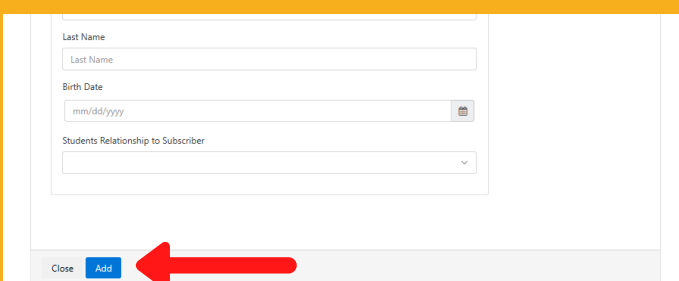 Last Name
Last Name
Birth Date
mm/dd/yyyy
Students Relationship to Subscriber
Close Add